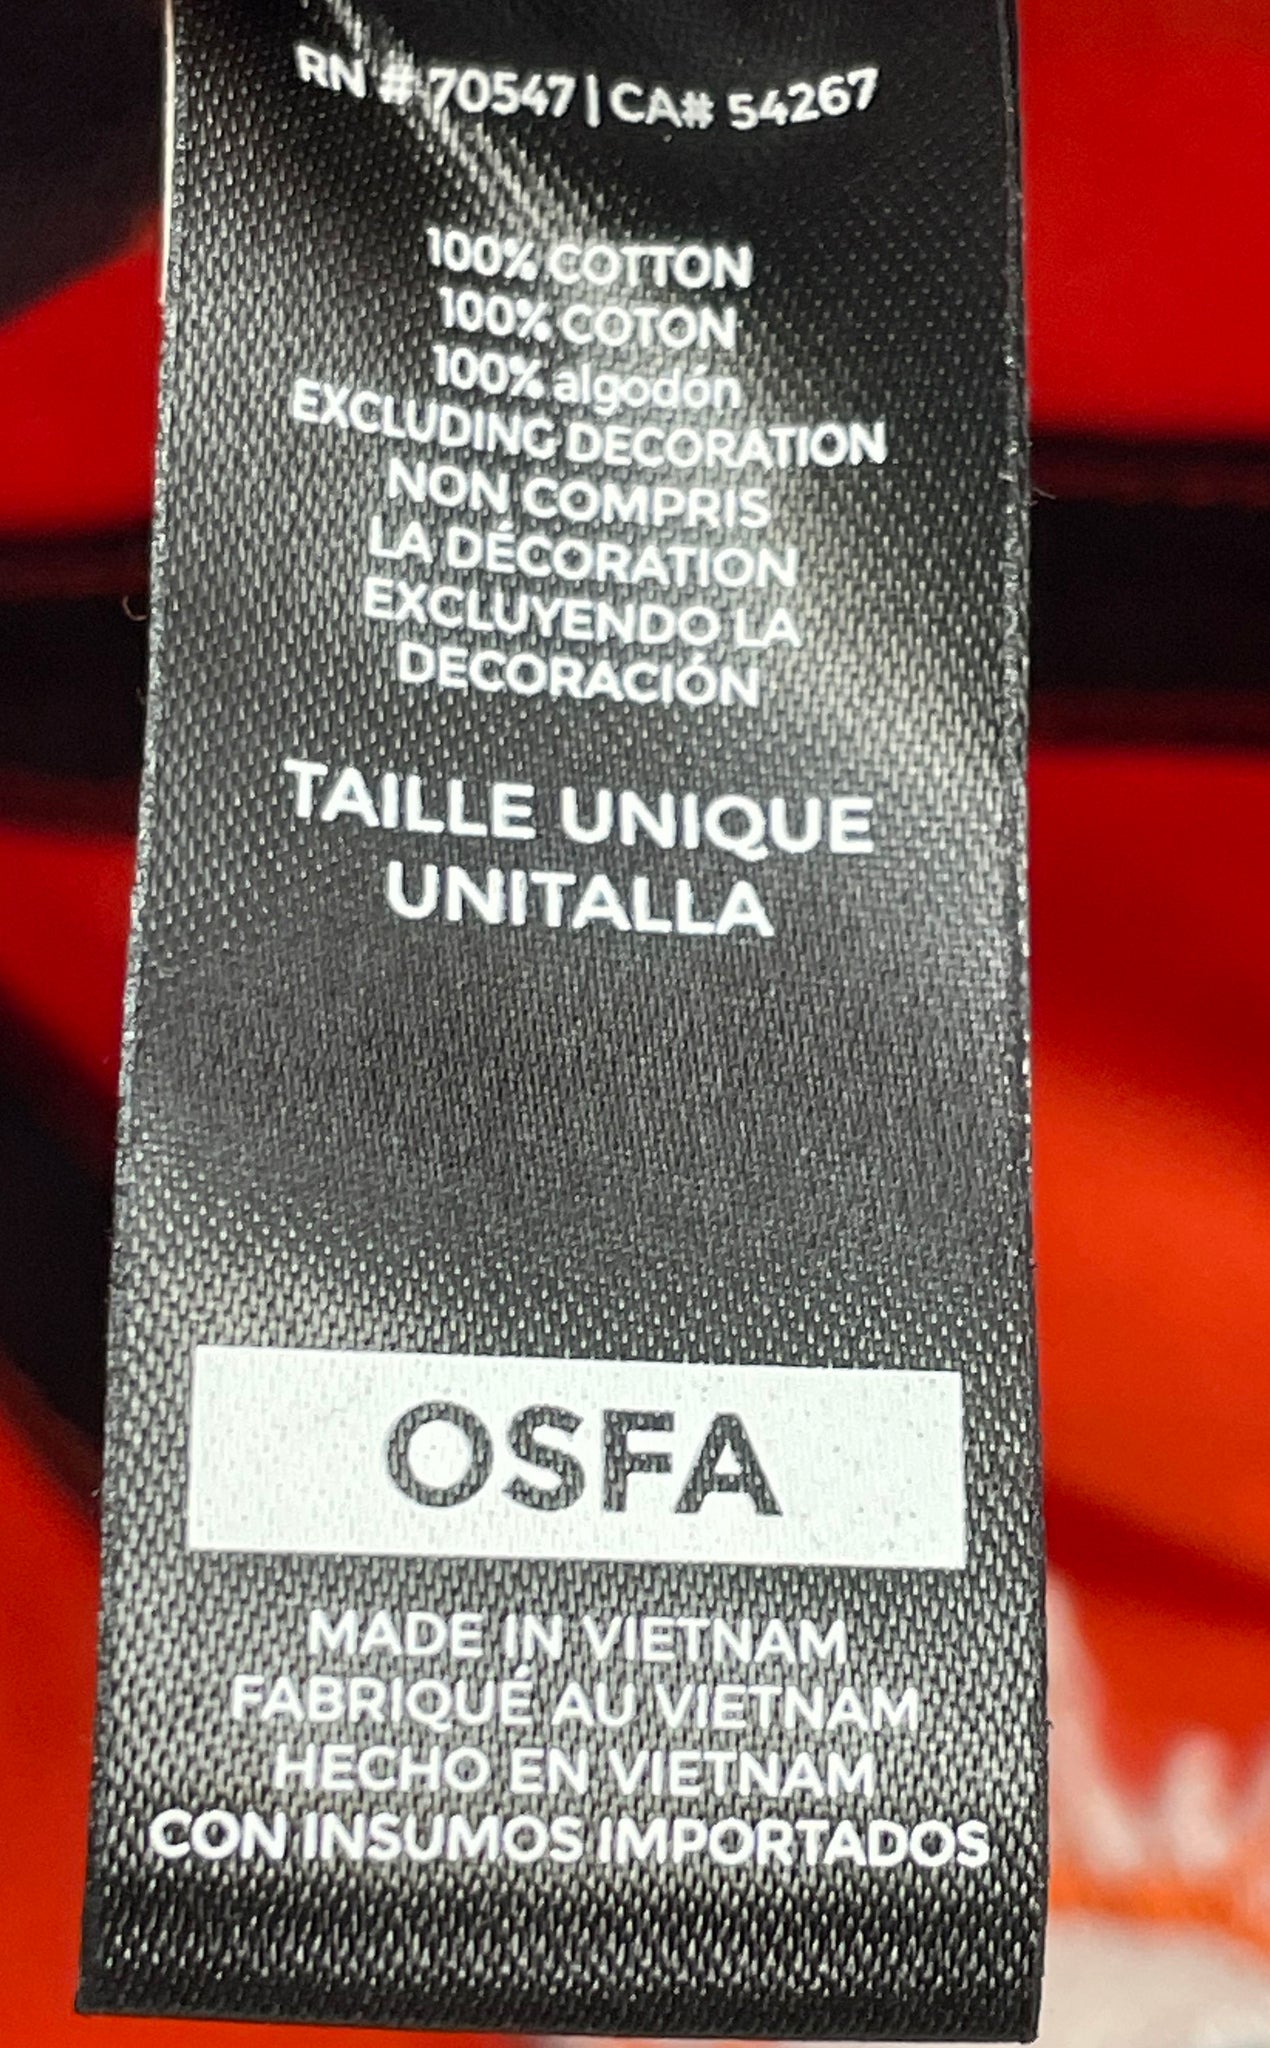 RN # 70547 | CA# 54267
100% COTTON
100% COTON
100% algodón
EXCLUDING DECORATION
NON COMPRIS
LA DÉCORATION
EXCLUYENDO LA
DECORACIÓN
TAILLE UNIQUE
UNITALLA
OSFA
MADE IN VIETNAM
FABRIQUÉ AU VIETNAM
HECHO EN VIETNAM
CON INSUMOS IMPORTADOS